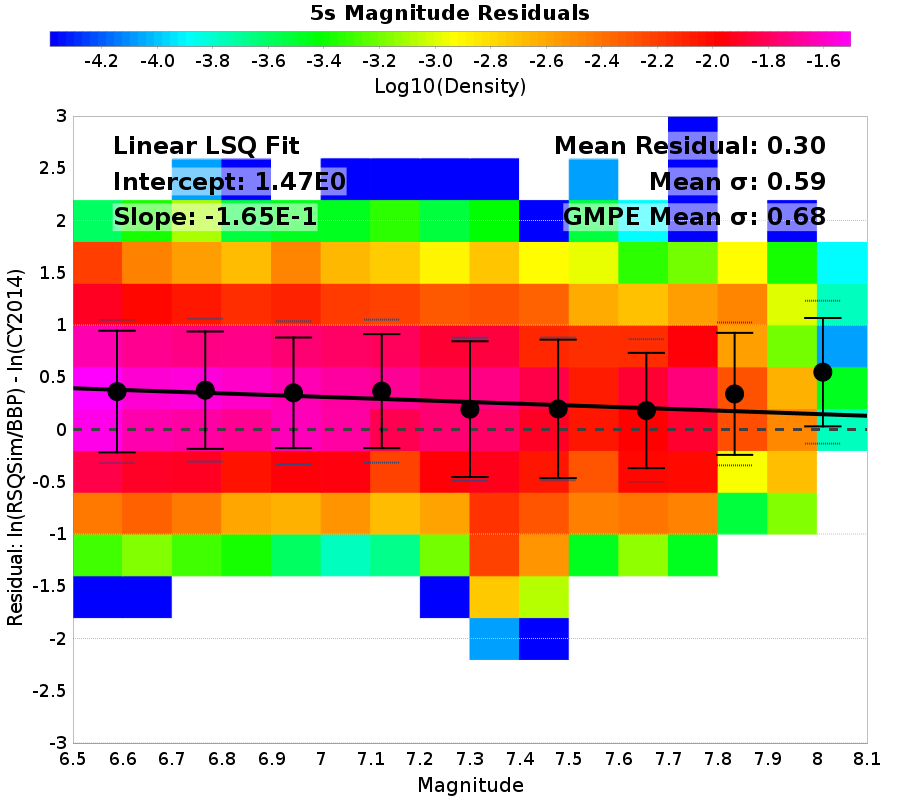 5s Magnitude Residuals
-4.2 -4.0 -3.8 -3.6 -3.4 -3.2 -3.0 -2.8 -2.6 -2.4 -2.2 -2.0 -1.8 -1.6
Log10(Density)
Linear LSQ Fit
Intercept: 1.47E0
Slope: -1.65E-1
Mean Residual: 0.30
Mean σ: 0.59
GMPE Mean σ: 0.68
Residual: ln(RSQSim/BBP) - ln(CY2014)
3
2.5
2
1.5
1
0.5
0
-0.5
-1
-1.5
-2
-2.5
-3
6.5 6.6 6.7 6.8 6.9 7 7.1 7.2 7.3 7.4 7.5 7.6 7.7 7.8 7.9 8 8.1
Magnitude